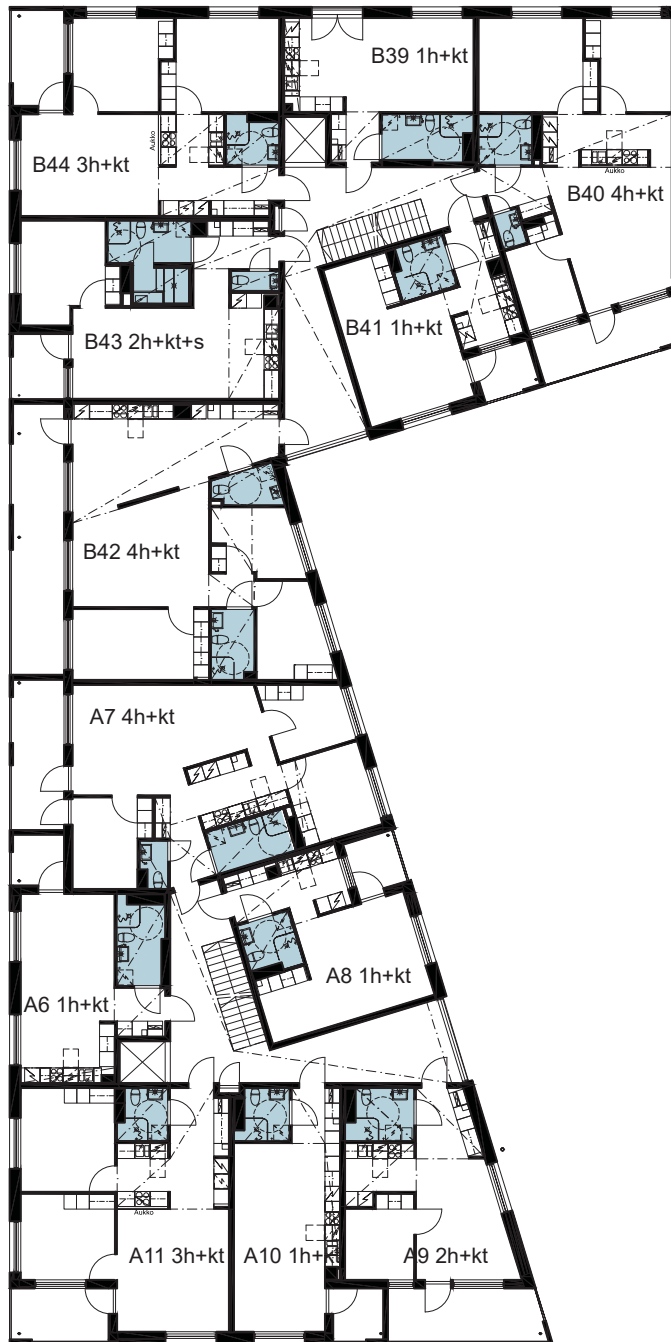 B39 1h+kt
Aukko
B44 3h+kt
Aukko
B40 4h+kt
B41 1h+kt
B43 2h+kt+s
B42 4h+kt
A7 4h+kt
A8 1h+kt
A6 1h+kt
Aukko
A11 3h+kt
A10 1h+kt
A9 2h+kt